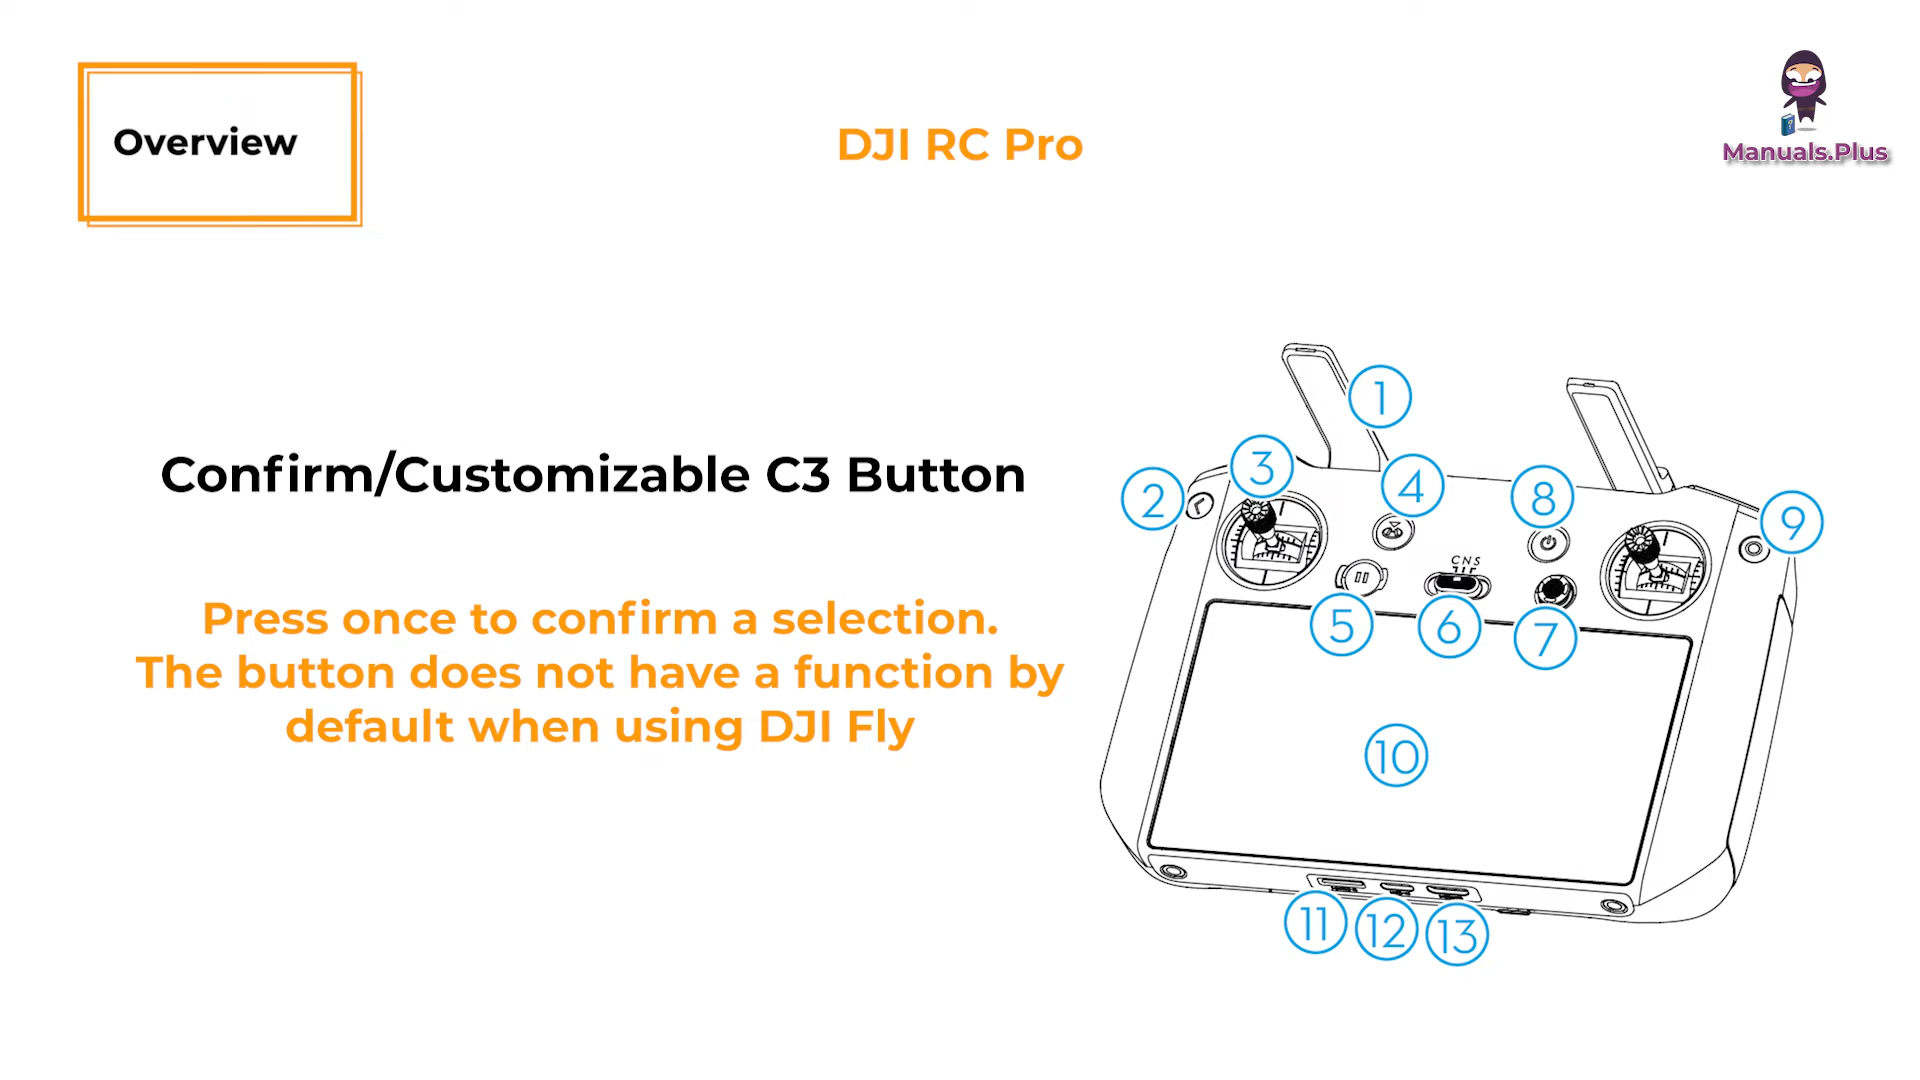 Overview
DJI RC Pro
Manuals.Plus
Confirm/Customizable C3 Button
Press once to confirm a selection.
The button does not have a function by
default when using DJI Fly
1
2
3
4
8
9
CNS
5
6
7
10
11
12
13